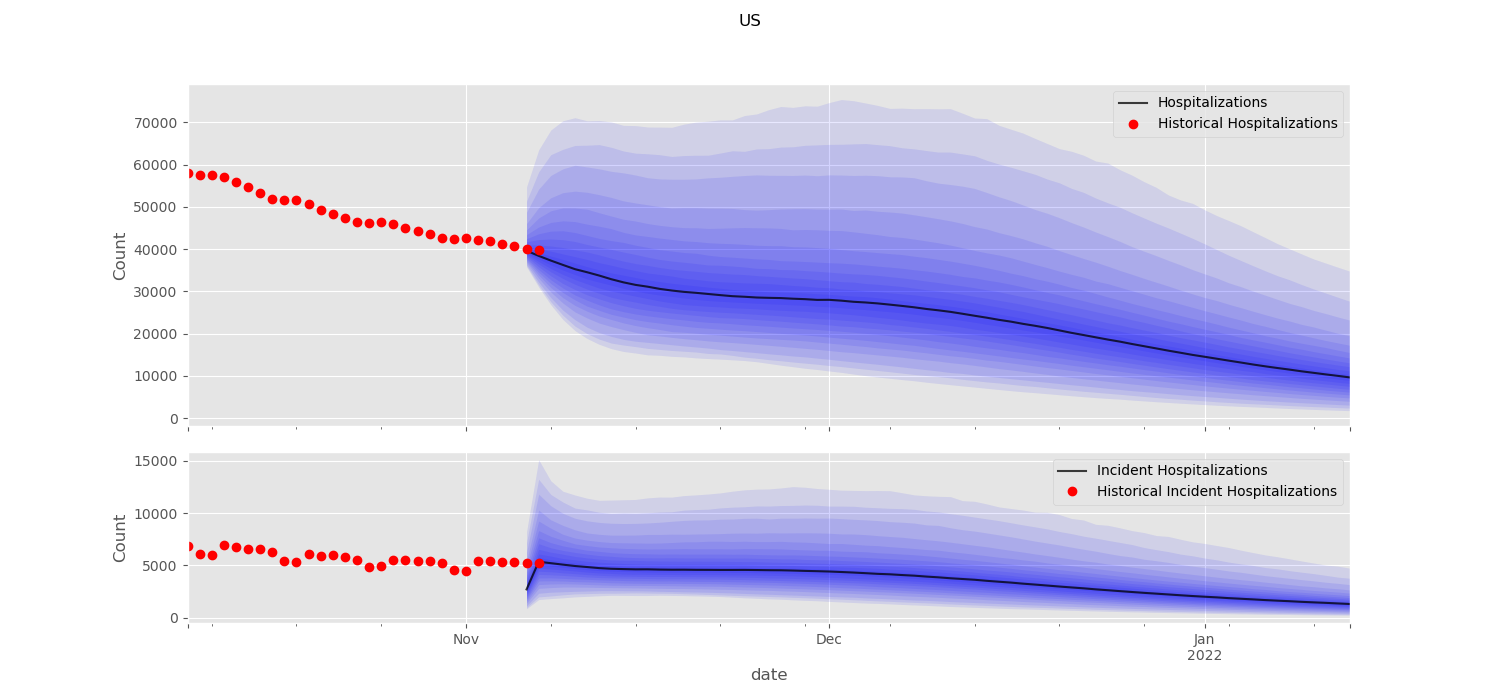 US
Hospitalizations
Historical Hospitalizations
Count
70000
60000
50000
40000
30000
20000
10000
0
Incident Hospitalizations
Historical Incident Hospitalizations
Count
15000
10000
5000
0
Nov
Dec
Jan
2022
date